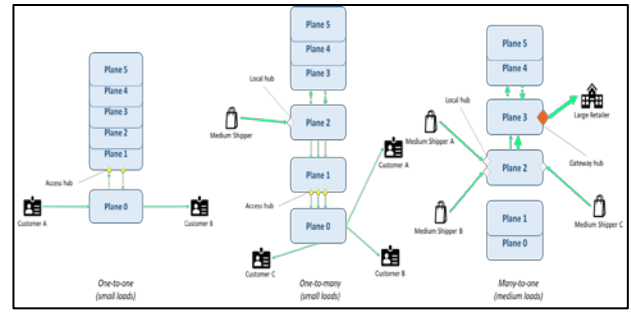 Plane 5
Plane 4
Plane 3
Plane 2
Plane 1
Access hub
Plane 0
Customer A
Customer B
One-to-one
(small loads)
Plane 5
Plane 4
Plane 3
Local hub
Plane 2
Medium Shipper
Customer A
Plane 1
Access hub
Plane 0
Customer C
Customer B
One-to-many
(small loads)
Plane 5
Plane 4
Local hub
Plane 3
Large Retailer
Medium Shipper A
Gateway hub
Plane 2
Medium Shipper B
Medium Shipper C
Plane 1
Plane 0
Many-to-one
(medium loads)